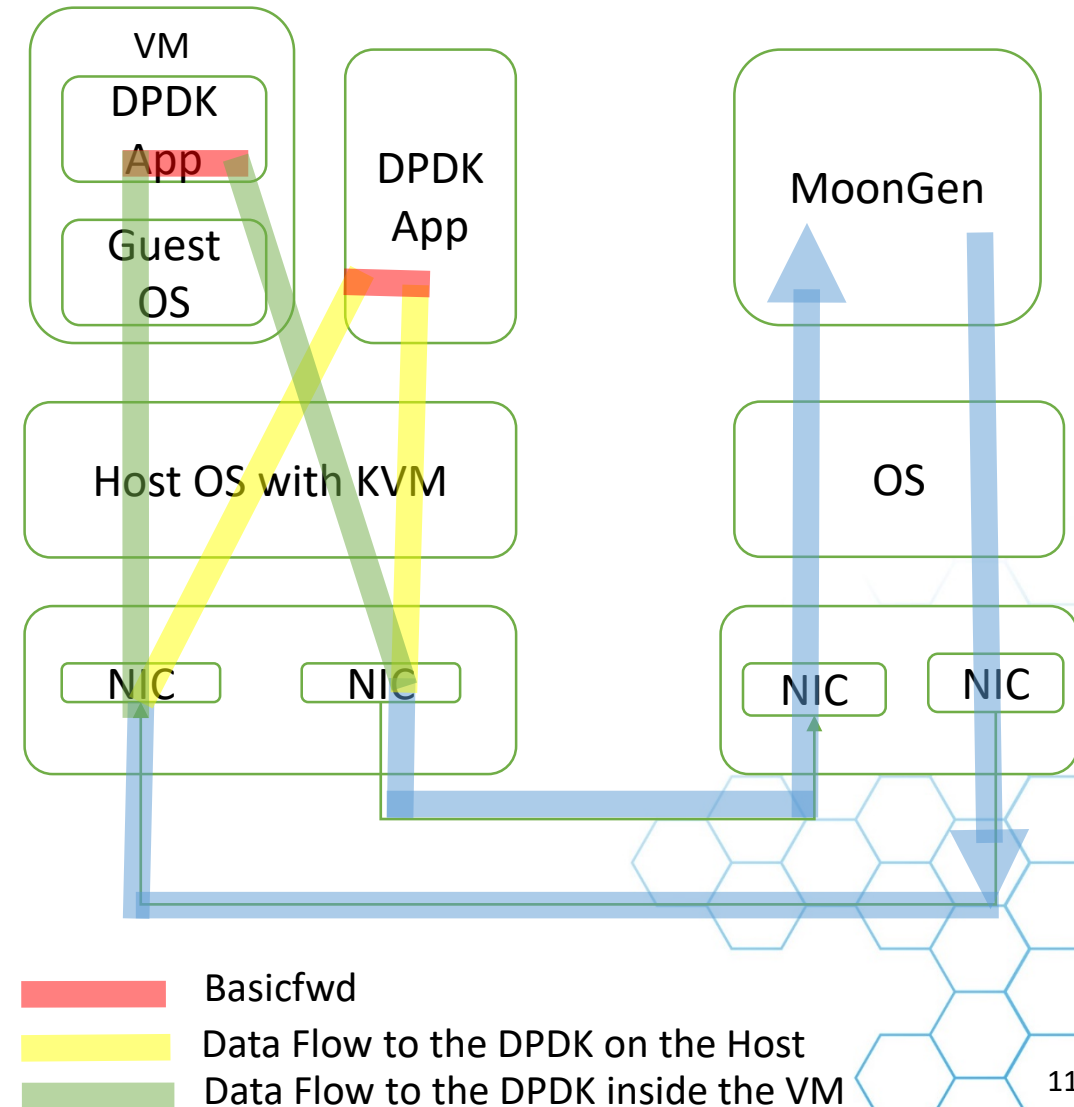 VM
DPDK
App
Guest
OS
DPDK
App
MoonGen
Host OS with KVM
OS
NIC
NIC
NIC
NIC
Basicfwd
Data Flow to the DPDK on the Host
Data Flow to the DPDK inside the VM
11